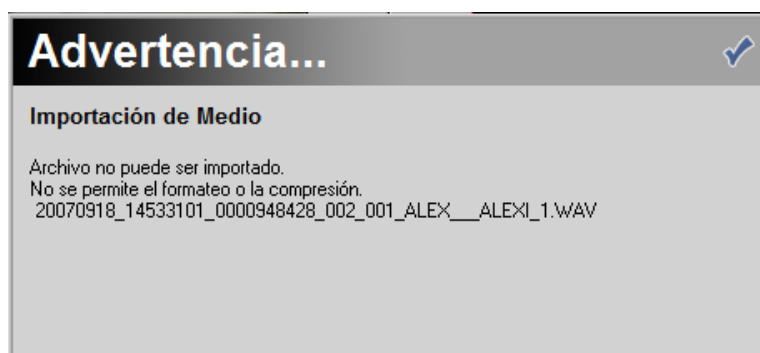 Advertencia...
Importación de Medio
Archivo no puede ser importado.
No se permite el formateo o la compresión.
20070918_14533101_0000948428_002_001_ALEX___ALEXI_1.WAV